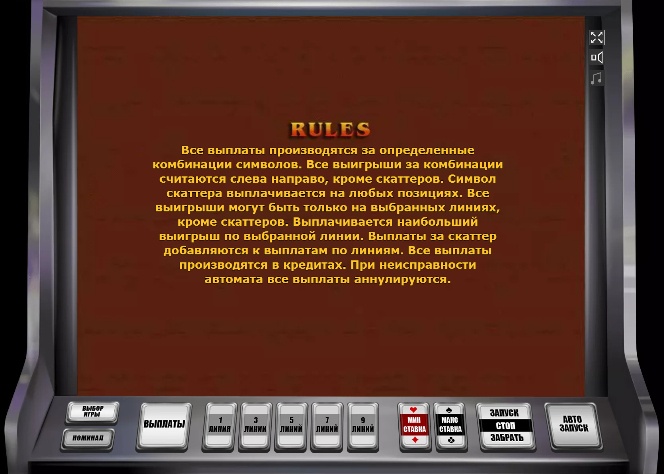 RULES
Все выплаты производятся за определенные
комбинации символов. Все выигрыши за комбинации
считаются слева направо, кроме скаттеров. Символ
скаттера выплачивается на любых позициях. Все
выигрыши могут быть только на выбранных линиях,
кроме скаттеров. Выплачивается наибольший
выигрыш по выбранной линии. Выплаты за скаттер
добавляются к выплатам по линиям. Все выплаты
производятся в кредитах. При неисправности
автомата все выплаты аннулируются.
ВЫБОР
ИГРЫ
НОМИНАЛ
ВЫПЛАТЫ
1
ЛИНИЯ
3
ЛИНИИ
5
ЛИНИЙ
7
ЛИНИЙ
9
ЛИНИЙ
МИН
СТАВКА
МАКС
СТАВКА
ЗАПУСК
СТОП
ЗАБРАТЬ
АВТО
ЗАПУСК